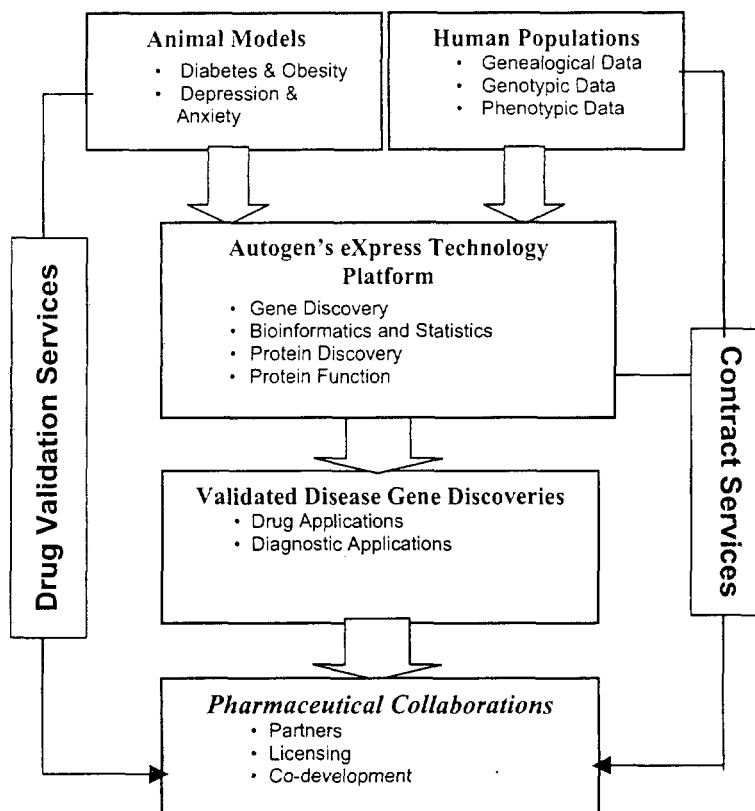 Animal Models
• Diabetes & Obesity
• Depression &
Anxiety
Human Populations
• Genealogical Data
• Genotypic Data
• Phenotypic Data
Autogen's eXpress Technology
Platform
• Gene Discovery
• Bioinformatics and Statistics
• Protein Discovery
• Protein Function
Drug Validation Services
Contract Services
Validated Disease Gene Discoveries
• Drug Applications
• Diagnostic Applications
Pharmaceutical Collaborations
• Partners
• Licensing
• Co-development